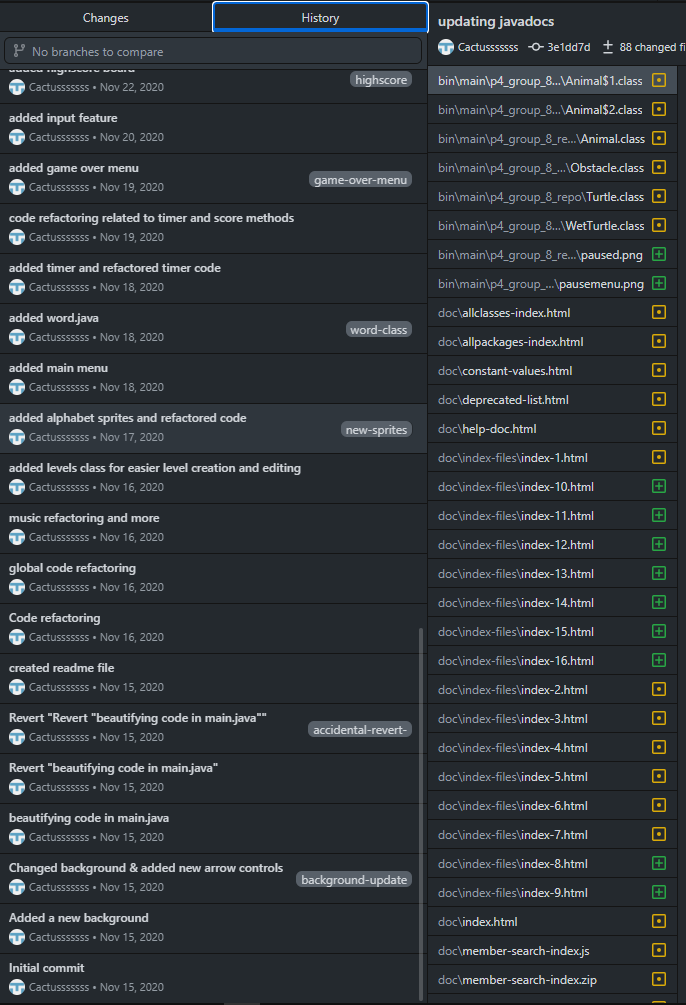 Changes
History
No branches to compare
added highscore board
highscore
Cactusssssss • Nov 22, 2020
added input feature
Cactusssssss • Nov 20, 2020
added game over menu
game-over-menu
Cactusssssss • Nov 19, 2020
code refactoring related to timer and score methods
Cactusssssss • Nov 19, 2020
added timer and refactored timer code
Cactusssssss • Nov 18, 2020
added word.java
word-class
Cactusssssss • Nov 18, 2020
added main menu
Cactusssssss • Nov 18, 2020
added alphabet sprites and refactored code
new-sprites
Cactusssssss • Nov 17, 2020
added levels class for easier level creation and editing
Cactusssssss • Nov 16, 2020
music refactoring and more
Cactusssssss • Nov 16, 2020
global code refactoring
Cactusssssss • Nov 16, 2020
Code refactoring
Cactusssssss • Nov 16, 2020
created readme file
Cactusssssss • Nov 15, 2020
Revert "Revert "beautifying code in main.java""
accidental-revert-
Cactusssssss • Nov 15, 2020
Revert "beautifying code in main.java"
Cactusssssss • Nov 15, 2020
beautifying code in main.java
Cactusssssss • Nov 15, 2020
Changed background & added new arrow controls
background-update
Cactusssssss • Nov 15, 2020
Added a new background
Cactusssssss • Nov 15, 2020
Initial commit
Cactusssssss • Nov 15, 2020
updating javadocs
Cactusssssss 3e1dd7d 88 changed fi
bin\main\p4_group_8...\Animal$1.class
bin\main\p4_group_8...\Animal$2.class
bin\main\p4_group_8_re...\Animal.class
bin\main\p4_group_8_...\Obstacle.class
bin\main\p4_group_8_repo\Turtle.class
bin\main\p4_group_8...\WetTurtle.class
bin\main\p4_group_8_re...\paused.png
bin\main\p4_group_...\pausemenu.png
doc\allclasses-index.html
doc\allpackages-index.html
doc\constant-values.html
doc\deprecated-list.html
doc\help-doc.html
doc\index-files\index-1.html
doc\index-files\index-10.html
doc\index-files\index-11.html
doc\index-files\index-12.html
doc\index-files\index-13.html
doc\index-files\index-14.html
doc\index-files\index-15.html
doc\index-files\index-16.html
doc\index-files\index-2.html
doc\index-files\index-3.html
doc\index-files\index-4.html
doc\index-files\index-5.html
doc\index-files\index-6.html
doc\index-files\index-7.html
doc\index-files\index-8.html
doc\index-files\index-9.html
doc\index.html
doc\member-search-index.js
doc\member-search-index.zip